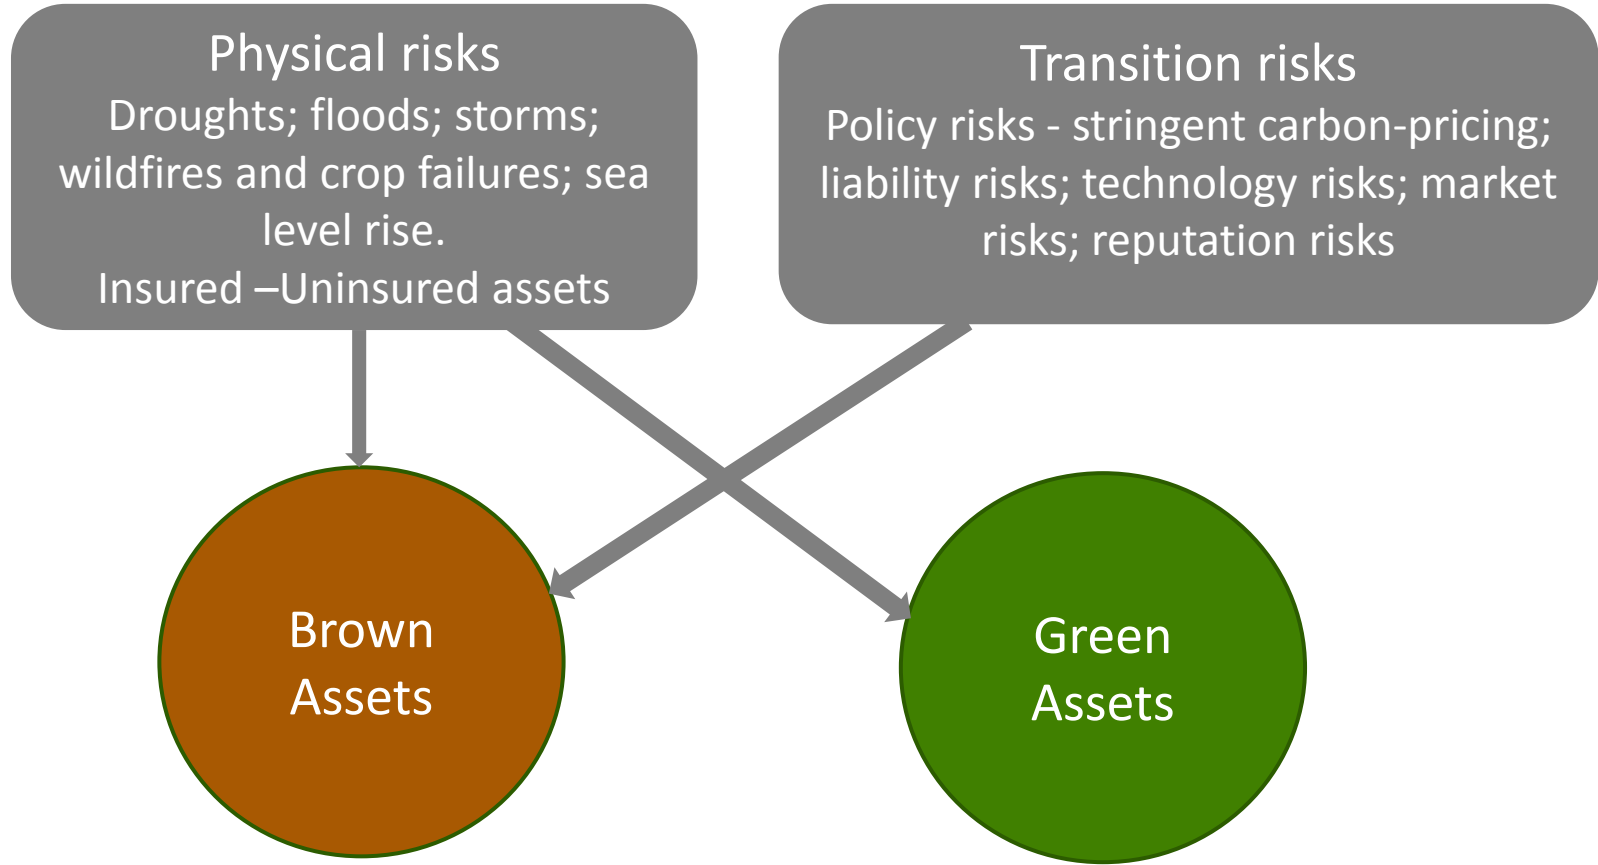 Physical risks
Droughts; floods; storms;
wildfires and crop failures; sea
level rise.
Insured –Uninsured assets
Transition risks
Policy risks - stringent carbon-pricing;
liability risks; technology risks; market
risks; reputation risks
Brown
Assets
Green
Assets